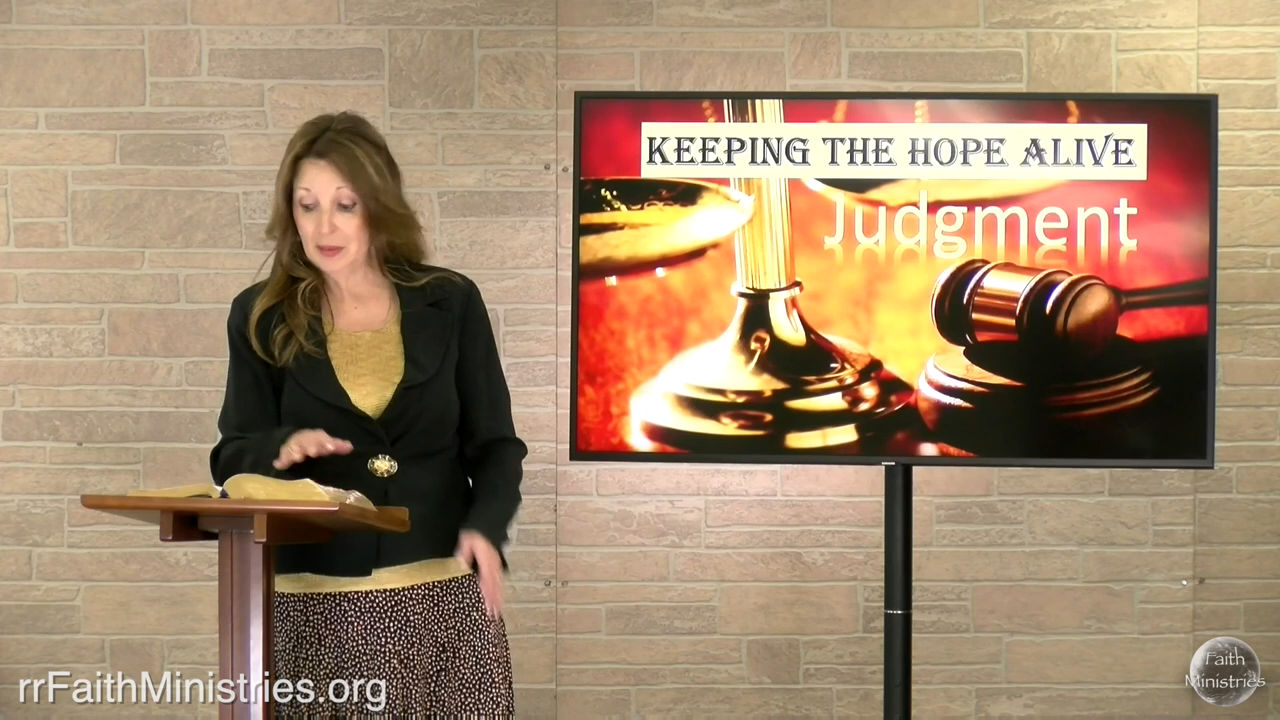 KEEPING THE HOPE ALIVE
Judgment
rrFaithMinistries.org
Faith
Ministries